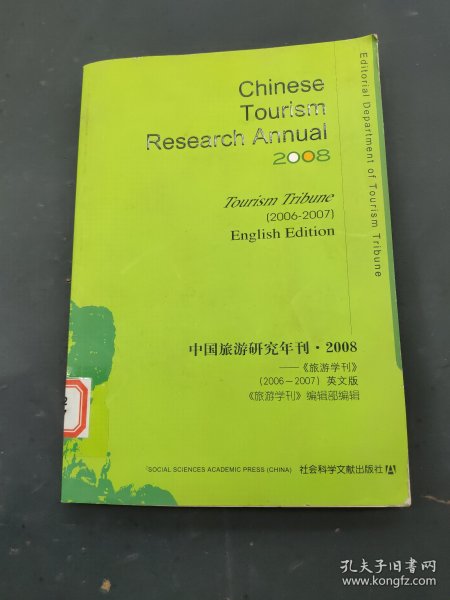 Chinese
Tourism
Research Annual
2008
Tourism Tribune
(2006-2007)
English Edition
Editorial Department of Tourism Tribune
中国旅游研究年刊·2008
——《旅游学刊》
(2006~2007) 英文版
《旅游学刊》编辑部编辑
SOCIAL SCIENCES ACADEMIC PRESS (CHINA) 社会科学文献出版社
孔夫子旧书网
www.kongfz.com